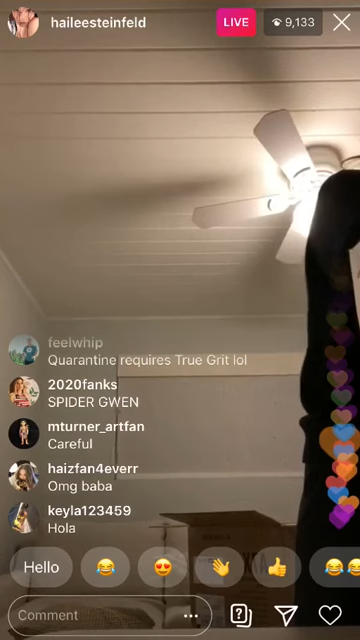 haileesteinfeld
LIVE
9,133
feelwhip
Quarantine requires True Grit lol
2020fanks
SPIDER GWEN
mturner_artfan
Careful
haizfan4everr
Omg baba
keyla123459
Hola
Hello
Comment